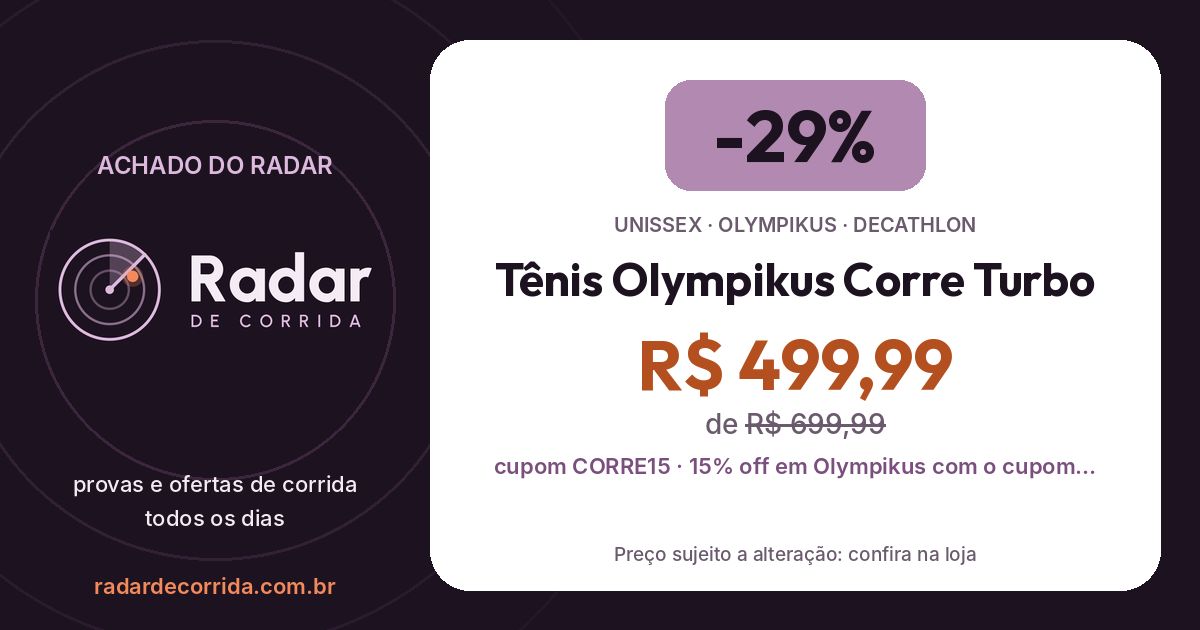 ACHADO DO RADAR
Radar
DE CORRIDA
provas e ofertas de corrida
todos os dias
radardecorrida.com.br
-29%
UNISSEX · OLYMPIKUS · DECATHLON
Tênis Olympikus Corre Turbo
R$ 499,99
de R$ 699,99
cupom CORRE15 · 15% off em Olympikus com o cupom...
Preço sujeito a alteração: confira na loja